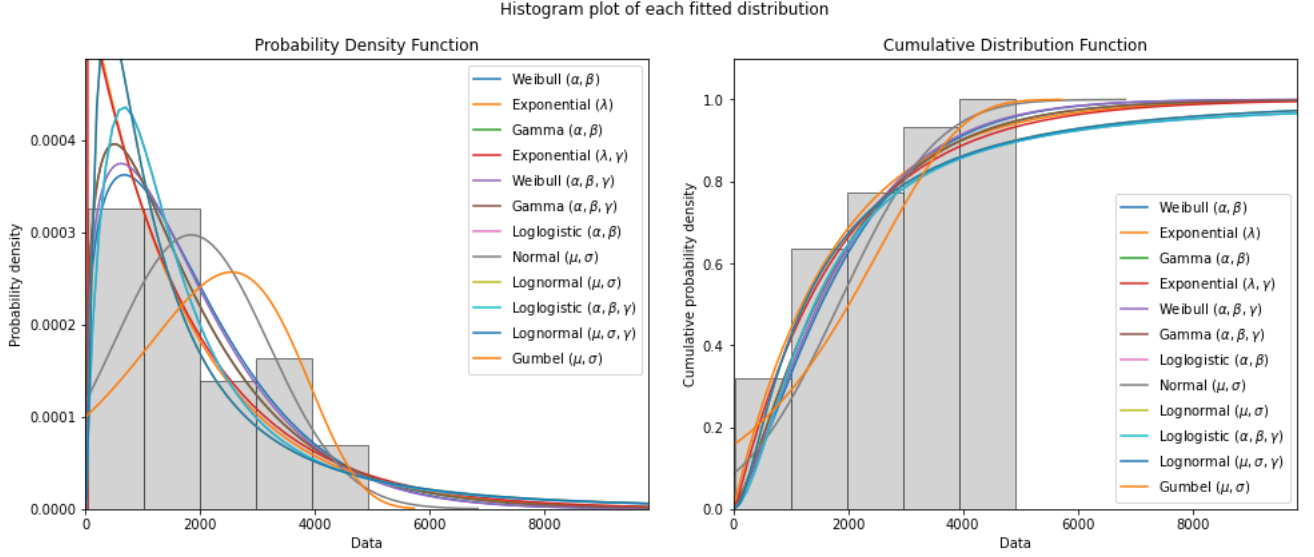 Histogram plot of each fitted distribution
Probability Density Function
Probability density
0.0004
0.0003
0.0002
0.0001
0.0000
0
2000
4000
6000
8000
Data
Weibull (α, β)
Exponential (λ)
Gamma (α, β)
Exponential (λ, γ)
Weibull (α, β, γ)
Gamma (α, β, γ)
Loglogistic (α, β)
Normal (μ, σ)
Lognormal (μ, σ)
Loglogistic (α, β, γ)
Lognormal (μ, σ, γ)
Gumbel (μ, σ)
Cumulative Distribution Function
Cumulative probability density
1.0
0.8
0.6
0.4
0.2
0.0
0
2000
4000
6000
8000
Data
Weibull (α, β)
Exponential (λ)
Gamma (α, β)
Exponential (λ, γ)
Weibull (α, β, γ)
Gamma (α, β, γ)
Loglogistic (α, β)
Normal (μ, σ)
Lognormal (μ, σ)
Loglogistic (α, β, γ)
Lognormal (μ, σ, γ)
Gumbel (μ, σ)